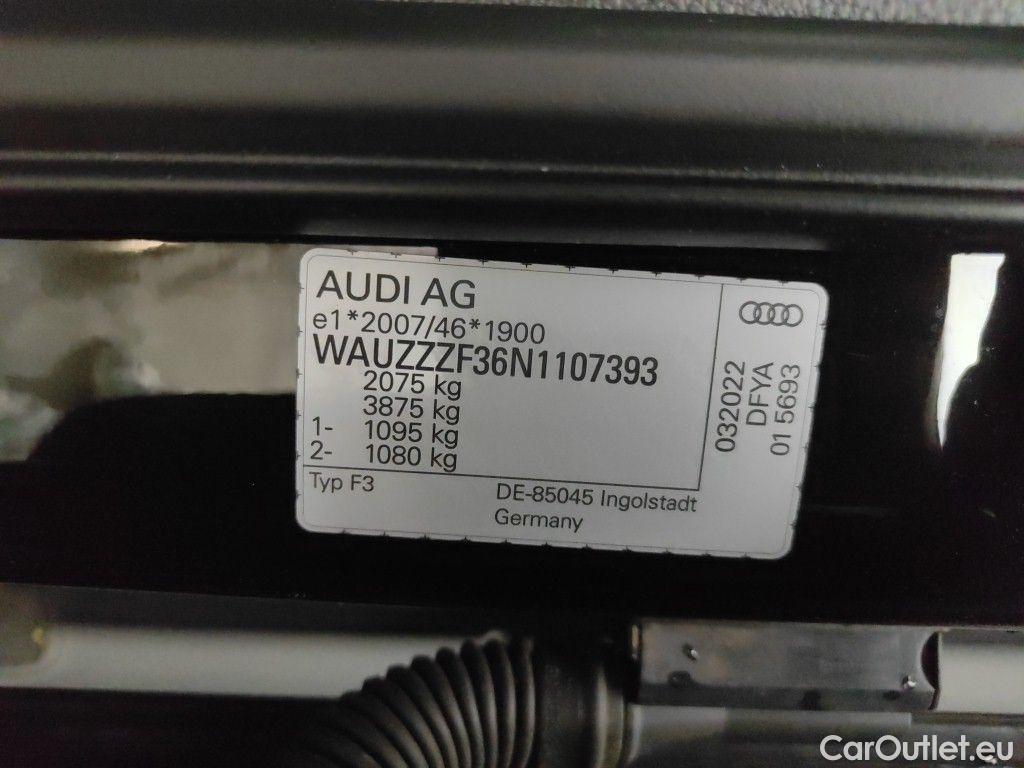 AUDI AG
e1*2007/46*1900
WAUZZZF36N1107393
2075 kg
3875 kg
1- 1095 kg
2- 1080 kg
Typ F3
DE-85045 Ingolstadt
Germany
032022
DFYA
01 5693
CarOutlet.eu